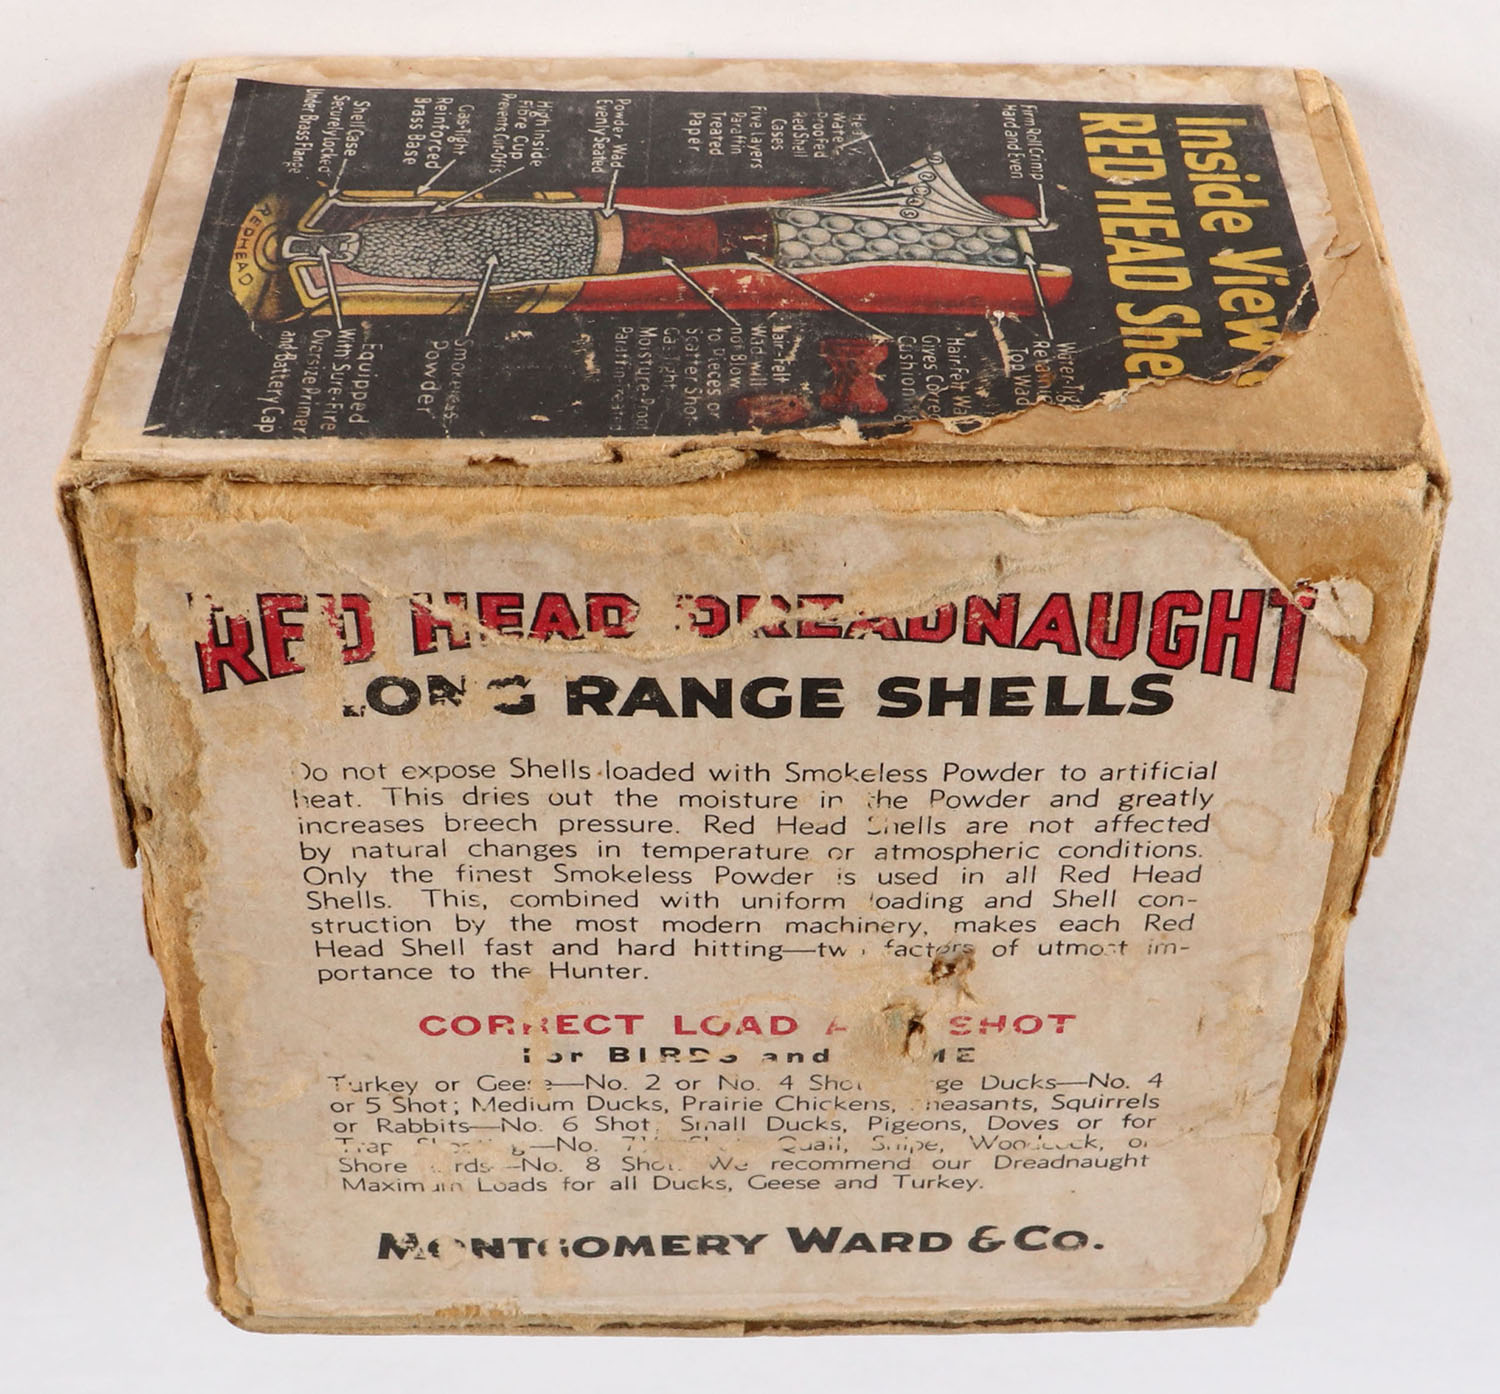 Inside View
RED HEAD She
Firm Roll Crimp
Hard and Even
Proofed
Red Shell
Cases
Five layers
Paraffin
Treated
Paper
Powder Wad
Evenly Seated
High Inside
Fibre Cup
Prevents Cut-Offs
Gas-Tight
Reinforced
Brass Base
Shell Case
Securely locked
Under Brass Flange
Top Wad
Hair-Felt Wad
Gives Correct
Cushioning
Hair-Felt
Wad will
not Blow
to Pieces or
Scatter Shot-
Gas-Tight
Moisture-Proof
Paraffin-treated
Smokeless
Powder
Equipped
With Sure-Fire
Oversize Primer
and Battery Cap
REDHEAD
RED HEAD DREADNAUGHT
LONG RANGE SHELLS
Do not expose Shells loaded with Smokeless Powder to artificial
heat. This dries out the moisture in the Powder and greatly
increases breech pressure. Red Head Shells are not affected
by natural changes in temperature or atmospheric conditions.
Only the finest Smokeless Powder is used in all Red Head
Shells. This, combined with uniform loading and Shell con-
struction by the most modern machinery, makes each Red
Head Shell fast and hard hitting—two factors of utmost im-
portance to the Hunter.
CORRECT LOAD SHOT
for BIRDS and
Turkey or Geese—No. 2 or No. 4 Shot Ducks—No. 4
or 5 Shot; Medium Ducks, Prairie Chickens, Pheasants, Squirrels
or Rabbits—No. 6 Shot Small Ducks, Pigeons, Doves or for
Trap —No. Quail, Snipe, Woodcock, or
Shore —No. 8 Shot. We recommend our Dreadnaught
Maximum Loads for all Ducks, Geese and Turkey.
MONTGOMERY WARD & CO.